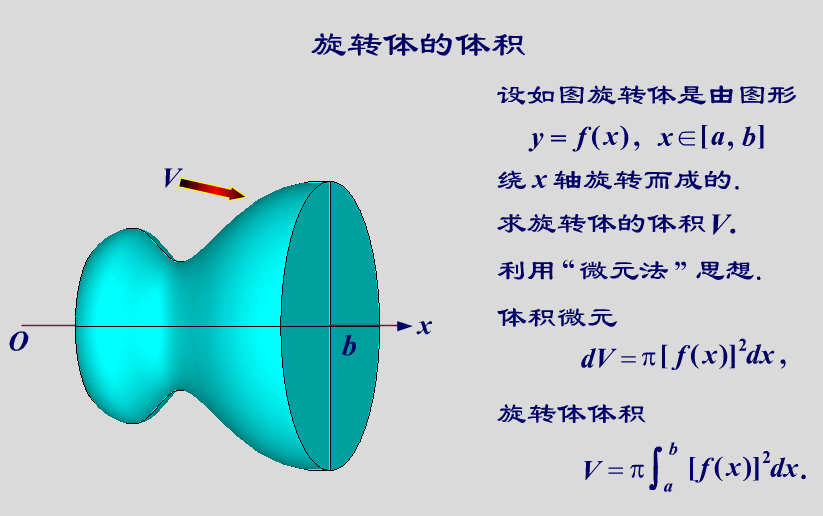 旋转体的体积
设如图旋转体是由图形
y = f(x), x∈[a, b]
绕 x 轴旋转而成的.
求旋转体的体积V.
利用“微元法”思想.
体积微元
dV = π[f(x)]²dx,
旋转体体积
V = π∫ₐᵇ [f(x)]²dx.
V
O
b
x